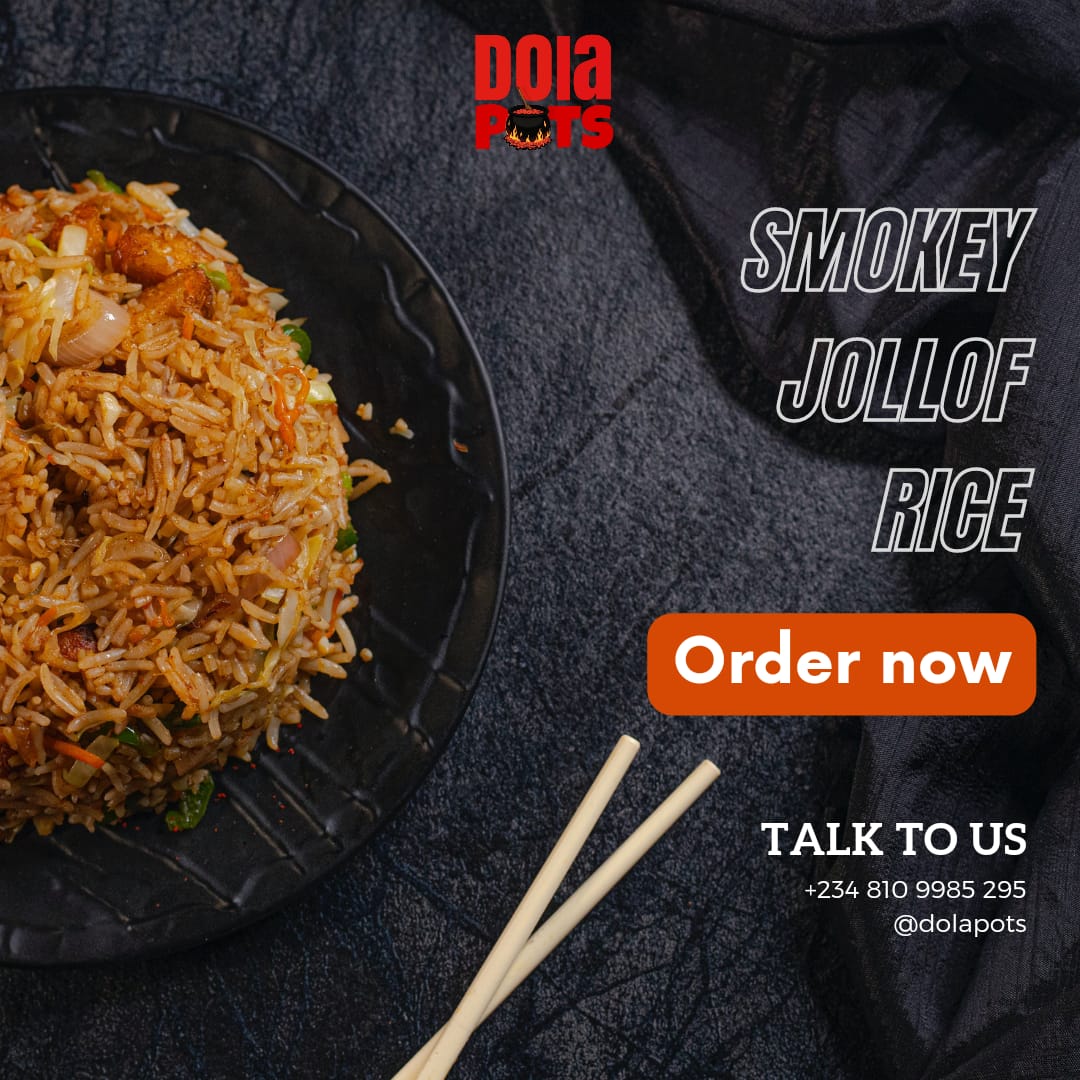 DOla
POTS
SMOKEY
JOLLOF
RICE
Order now
TALK TO US
+234 810 9985 295
@dolapots